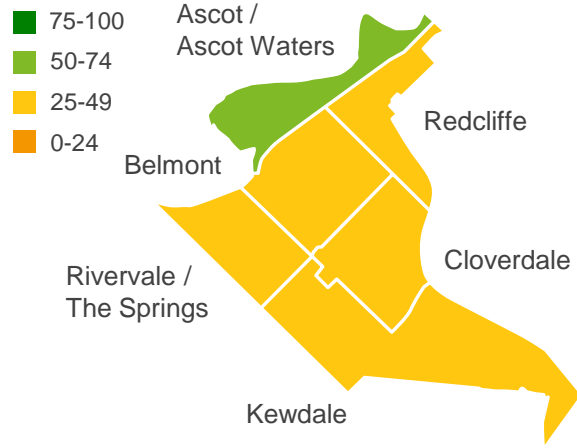 75-100
50-74
25-49
0-24
Ascot /
Ascot Waters
Redcliffe
Belmont
Cloverdale
Rivervale /
The Springs
Kewdale